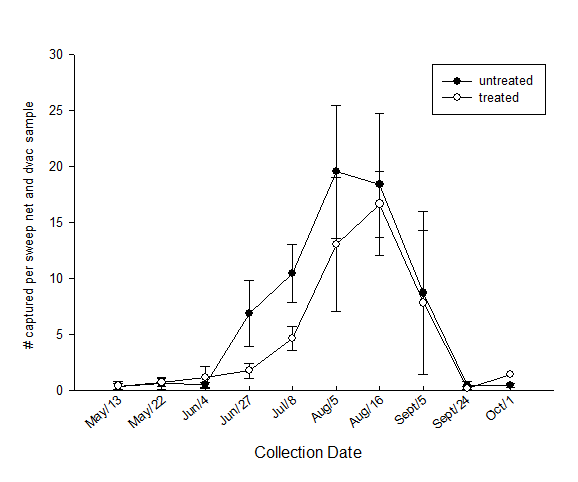 30
untreated
treated
25
20
15
10
5
0
# captured per sweep net and dvac sample
May/13
May/22
Jun/4
Jun/27
Jul/8
Aug/5
Aug/16
Sept/5
Sept/24
Oct/1
Collection Date